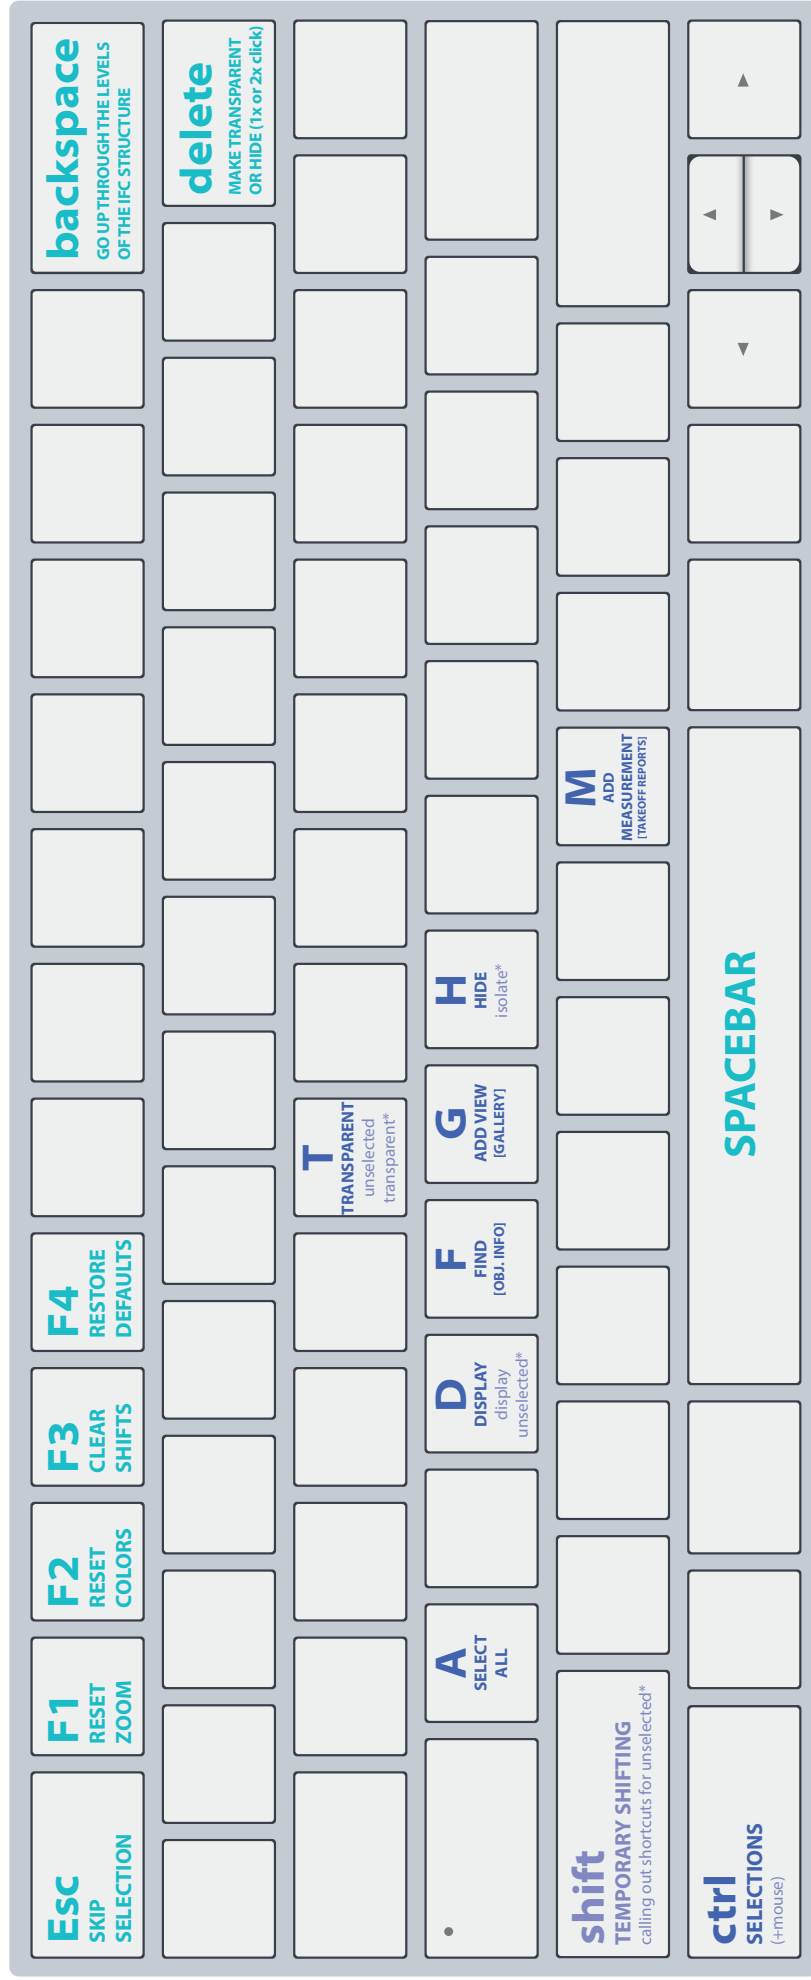 Esc
SKIP
SELECTION
F1
RESET
ZOOM
F2
RESET
COLORS
F3
CLEAR
SHIFTS
F4
RESTORE
DEFAULTS
backspace
GO UP THROUGH THE LEVELS
OF THE IFC STRUCTURE
delete
MAKE TRANSPARENT
OR HIDE (1x or 2x click)
T
TRANSPARENT
unselected
transparent*
A
SELECT
ALL
D
DISPLAY
display
unselected*
F
FIND
[OBJ. INFO]
G
ADD VIEW
[GALLERY]
H
HIDE
isolate*
shift
TEMPORARY SHIFTING
calling out shortcuts for unselected*
M
ADD
MEASUREMENT
[TAKEOFF REPORTS]
ctrl
SELECTIONS
(+mouse)
SPACEBAR